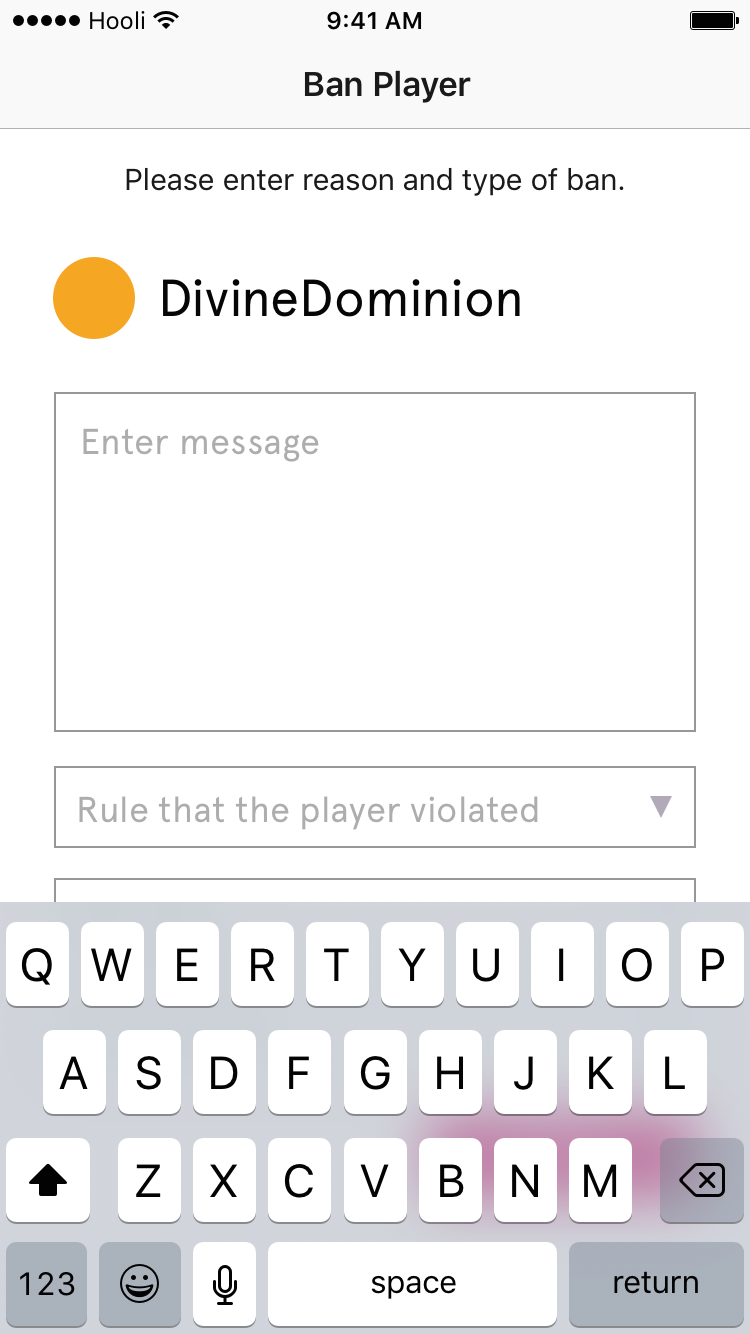 Hooli 9:41 AM
Ban Player
Please enter reason and type of ban.
DivineDominion
Enter message
Rule that the player violated
Q W E R T Y U I O P
A S D F G H J K L
Z X C V B N M
123 space return